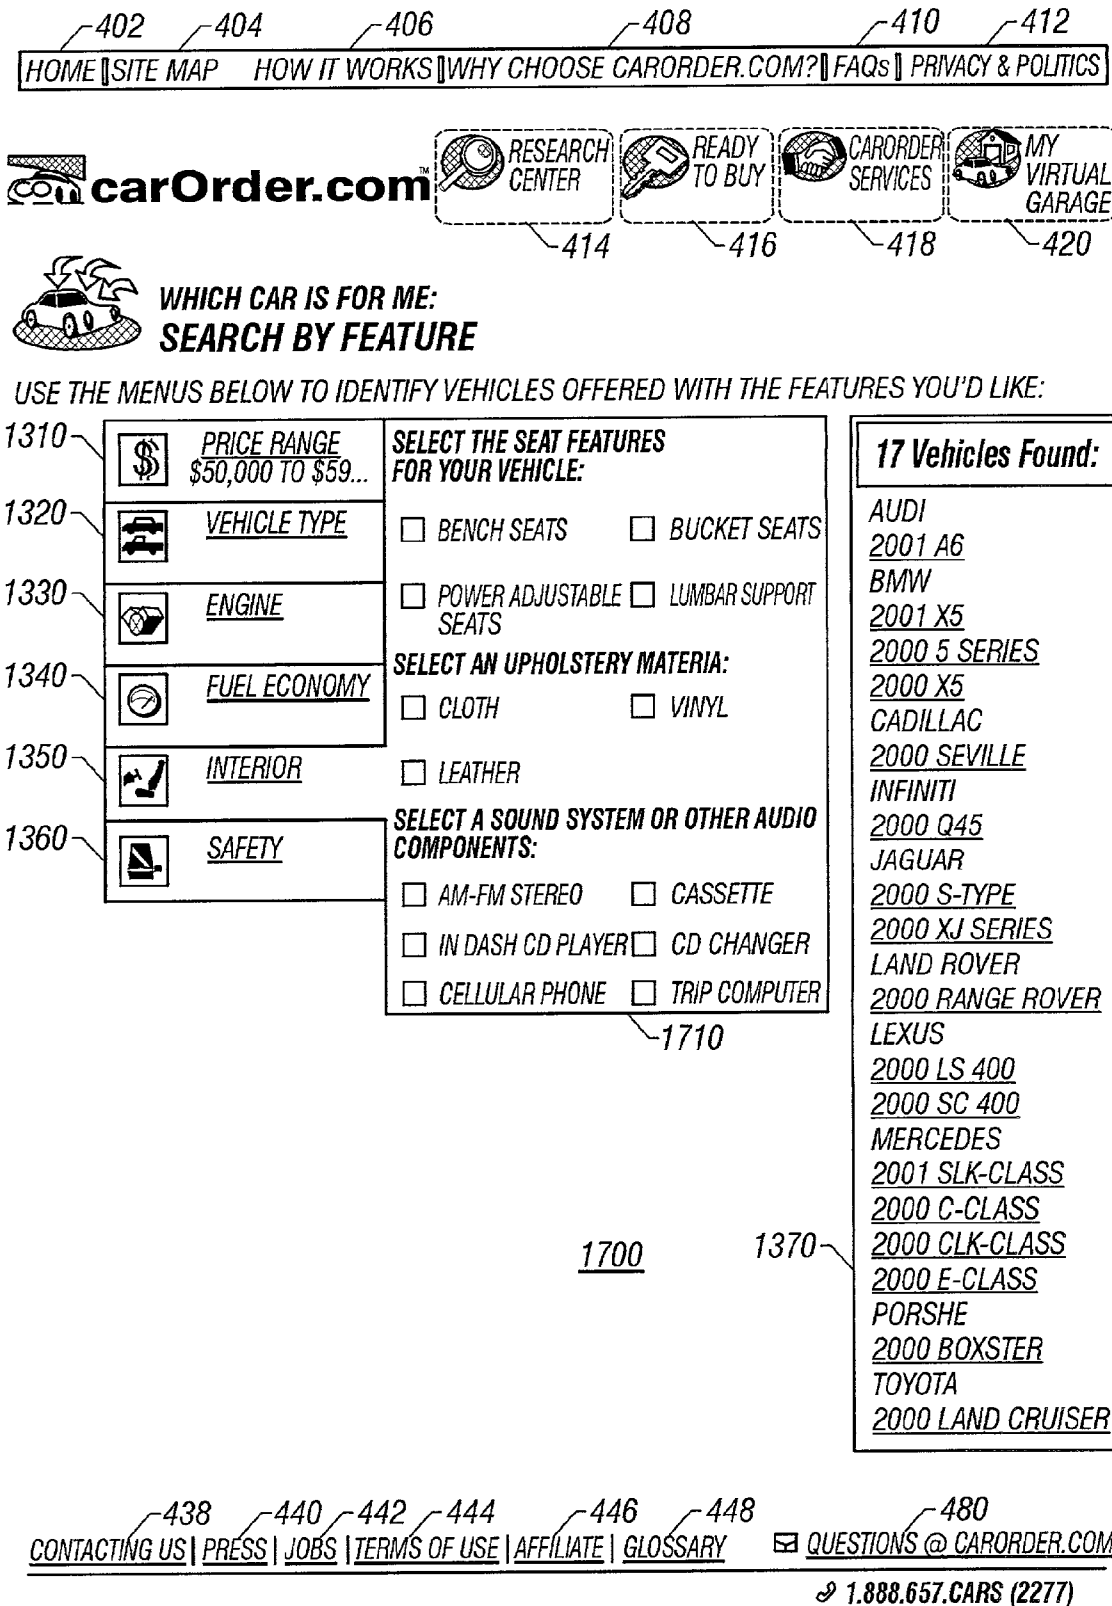 402 404 406 408 410 412
HOME SITE MAP HOW IT WORKS WHY CHOOSE CARORDER.COM? FAQs PRIVACY & POLITICS
carOrder.com™
RESEARCH CENTER
READY TO BUY
CARORDER SERVICES
MY VIRTUAL GARAGE
414 416 418 420
WHICH CAR IS FOR ME:
SEARCH BY FEATURE
USE THE MENUS BELOW TO IDENTIFY VEHICLES OFFERED WITH THE FEATURES YOU'D LIKE:
1310 PRICE RANGE
$50,000 TO $59...
1320 VEHICLE TYPE
1330 ENGINE
1340 FUEL ECONOMY
1350 INTERIOR
1360 SAFETY
SELECT THE SEAT FEATURES
FOR YOUR VEHICLE:
BENCH SEATS BUCKET SEATS
POWER ADJUSTABLE SEATS LUMBAR SUPPORT
SELECT AN UPHOLSTERY MATERIA:
CLOTH VINYL
LEATHER
SELECT A SOUND SYSTEM OR OTHER AUDIO
COMPONENTS:
AM-FM STEREO CASSETTE
IN DASH CD PLAYER CD CHANGER
CELLULAR PHONE TRIP COMPUTER
1710
17 Vehicles Found:
AUDI
2001 A6
BMW
2001 X5
2000 5 SERIES
2000 X5
CADILLAC
2000 SEVILLE
INFINITI
2000 Q45
JAGUAR
2000 S-TYPE
2000 XJ SERIES
LAND ROVER
2000 RANGE ROVER
LEXUS
2000 LS 400
2000 SC 400
MERCEDES
2001 SLK-CLASS
2000 C-CLASS
2000 CLK-CLASS
2000 E-CLASS
PORSHE
2000 BOXSTER
TOYOTA
2000 LAND CRUISER
1700
1370
438 440 442 444 446 448 480
CONTACTING US | PRESS | JOBS | TERMS OF USE | AFFILIATE | GLOSSARY QUESTIONS @ CARORDER.COM
1.888.657.CARS (2277)